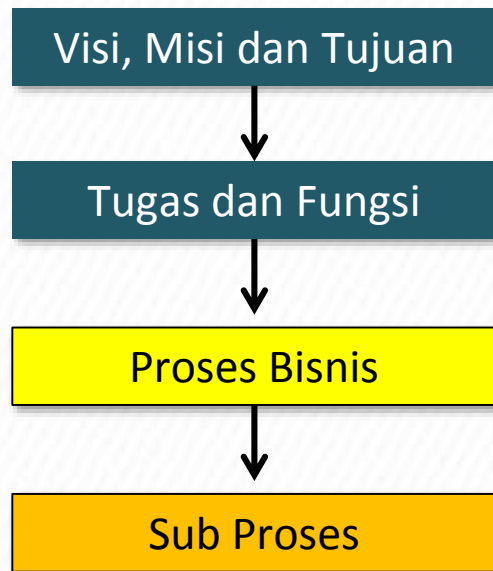 Visi, Misi dan Tujuan
Tugas dan Fungsi
Proses Bisnis
Sub Proses